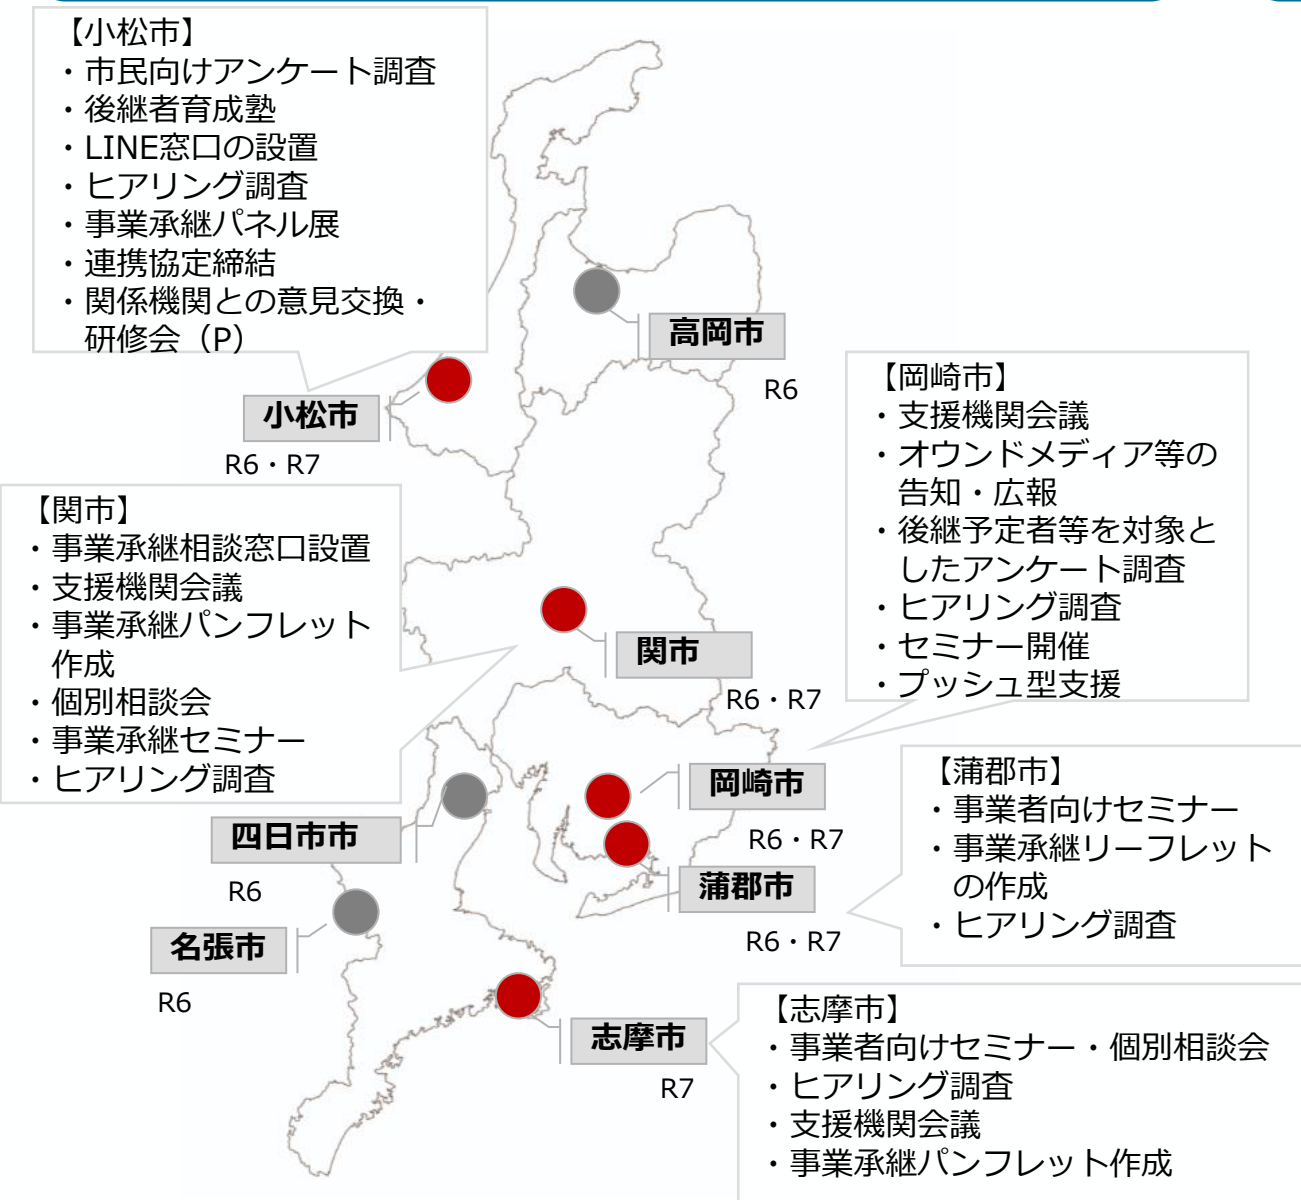 【小松市】
・市民向けアンケート調査
・後継者育成塾
・LINE窓口の設置
・ヒアリング調査
・事業承継パネル展
・連携協定締結
・関係機関との意見交換・
研修会（P）
高岡市
R6
小松市
R6・R7
【関市】
・事業承継相談窓口設置
・支援機関会議
・事業承継パンフレット
作成
・個別相談会
・事業承継セミナー
・ヒアリング調査
関市
R6・R7
【岡崎市】
・支援機関会議
・オウンドメディア等の
告知・広報
・後継予定者等を対象と
したアンケート調査
・ヒアリング調査
・セミナー開催
・プッシュ型支援
岡崎市
R6・R7
【蒲郡市】
・事業者向けセミナー
・事業承継リーフレット
の作成
・ヒアリング調査
蒲郡市
R6・R7
四日市市
R6
名張市
R6
志摩市
R7
【志摩市】
・事業者向けセミナー・個別相談会
・ヒアリング調査
・支援機関会議
・事業承継パンフレット作成